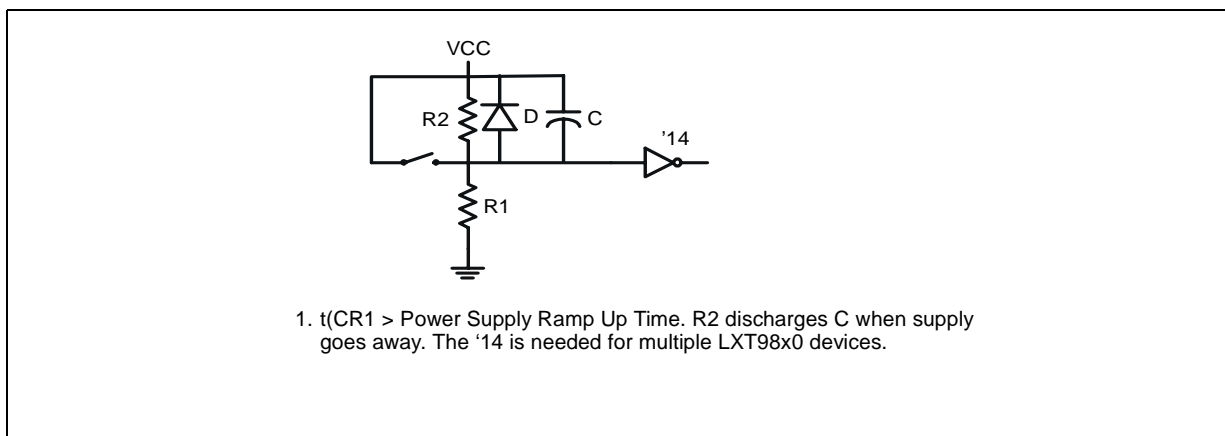 VCC
R2
D
C
’14
R1
1. t(CR1 > Power Supply Ramp Up Time. R2 discharges C when supply
goes away. The ‘14 is needed for multiple LXT98x0 devices.